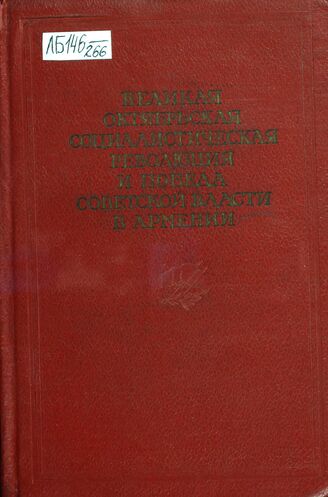 ЛБ146/266
ВЕЛИКАЯ
ОКТЯБРЬСКАЯ
СОЦИАЛИСТИЧЕСКАЯ
РЕВОЛЮЦИЯ
И ПОБЕДА
СОВЕТСКОЙ ВЛАСТИ
В АРМЕНИИ